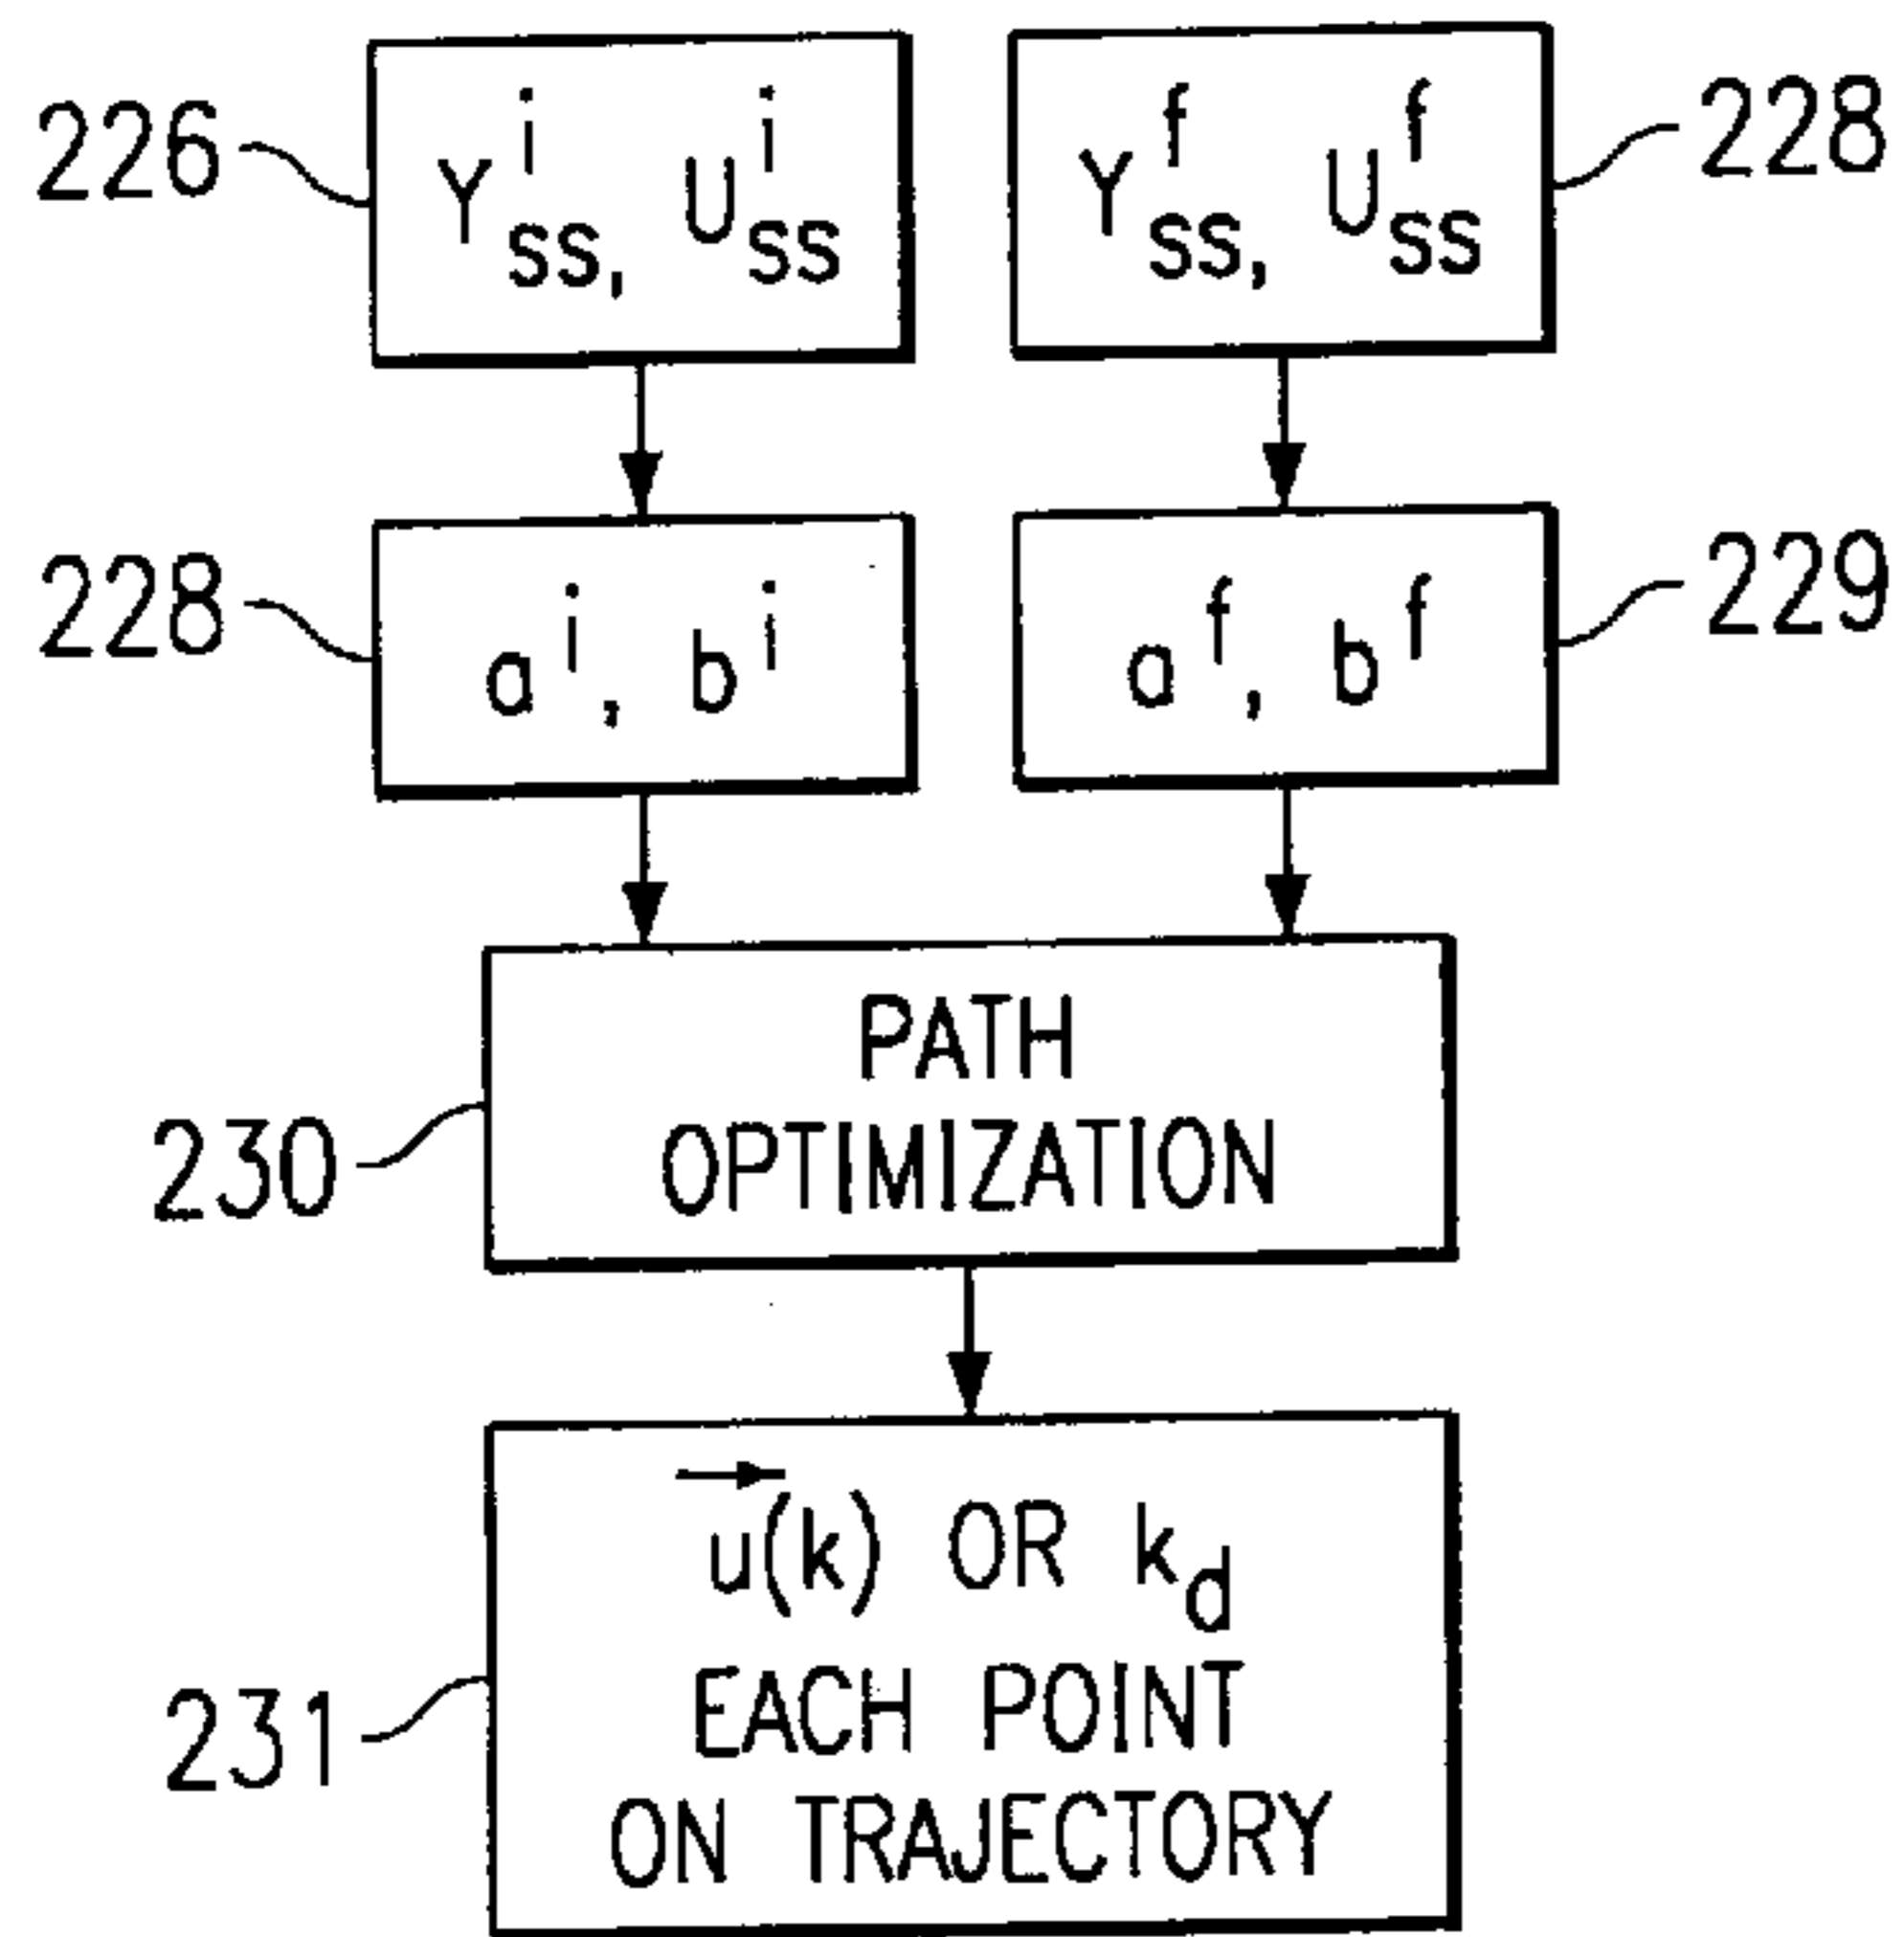 226
Y^i_ss, U^i_ss
Y^f_ss, U^f_ss
228
228
a^i, b^i
a^f, b^f
229
230
PATH
OPTIMIZATION
231
u⃗(k) OR k_d
EACH POINT
ON TRAJECTORY